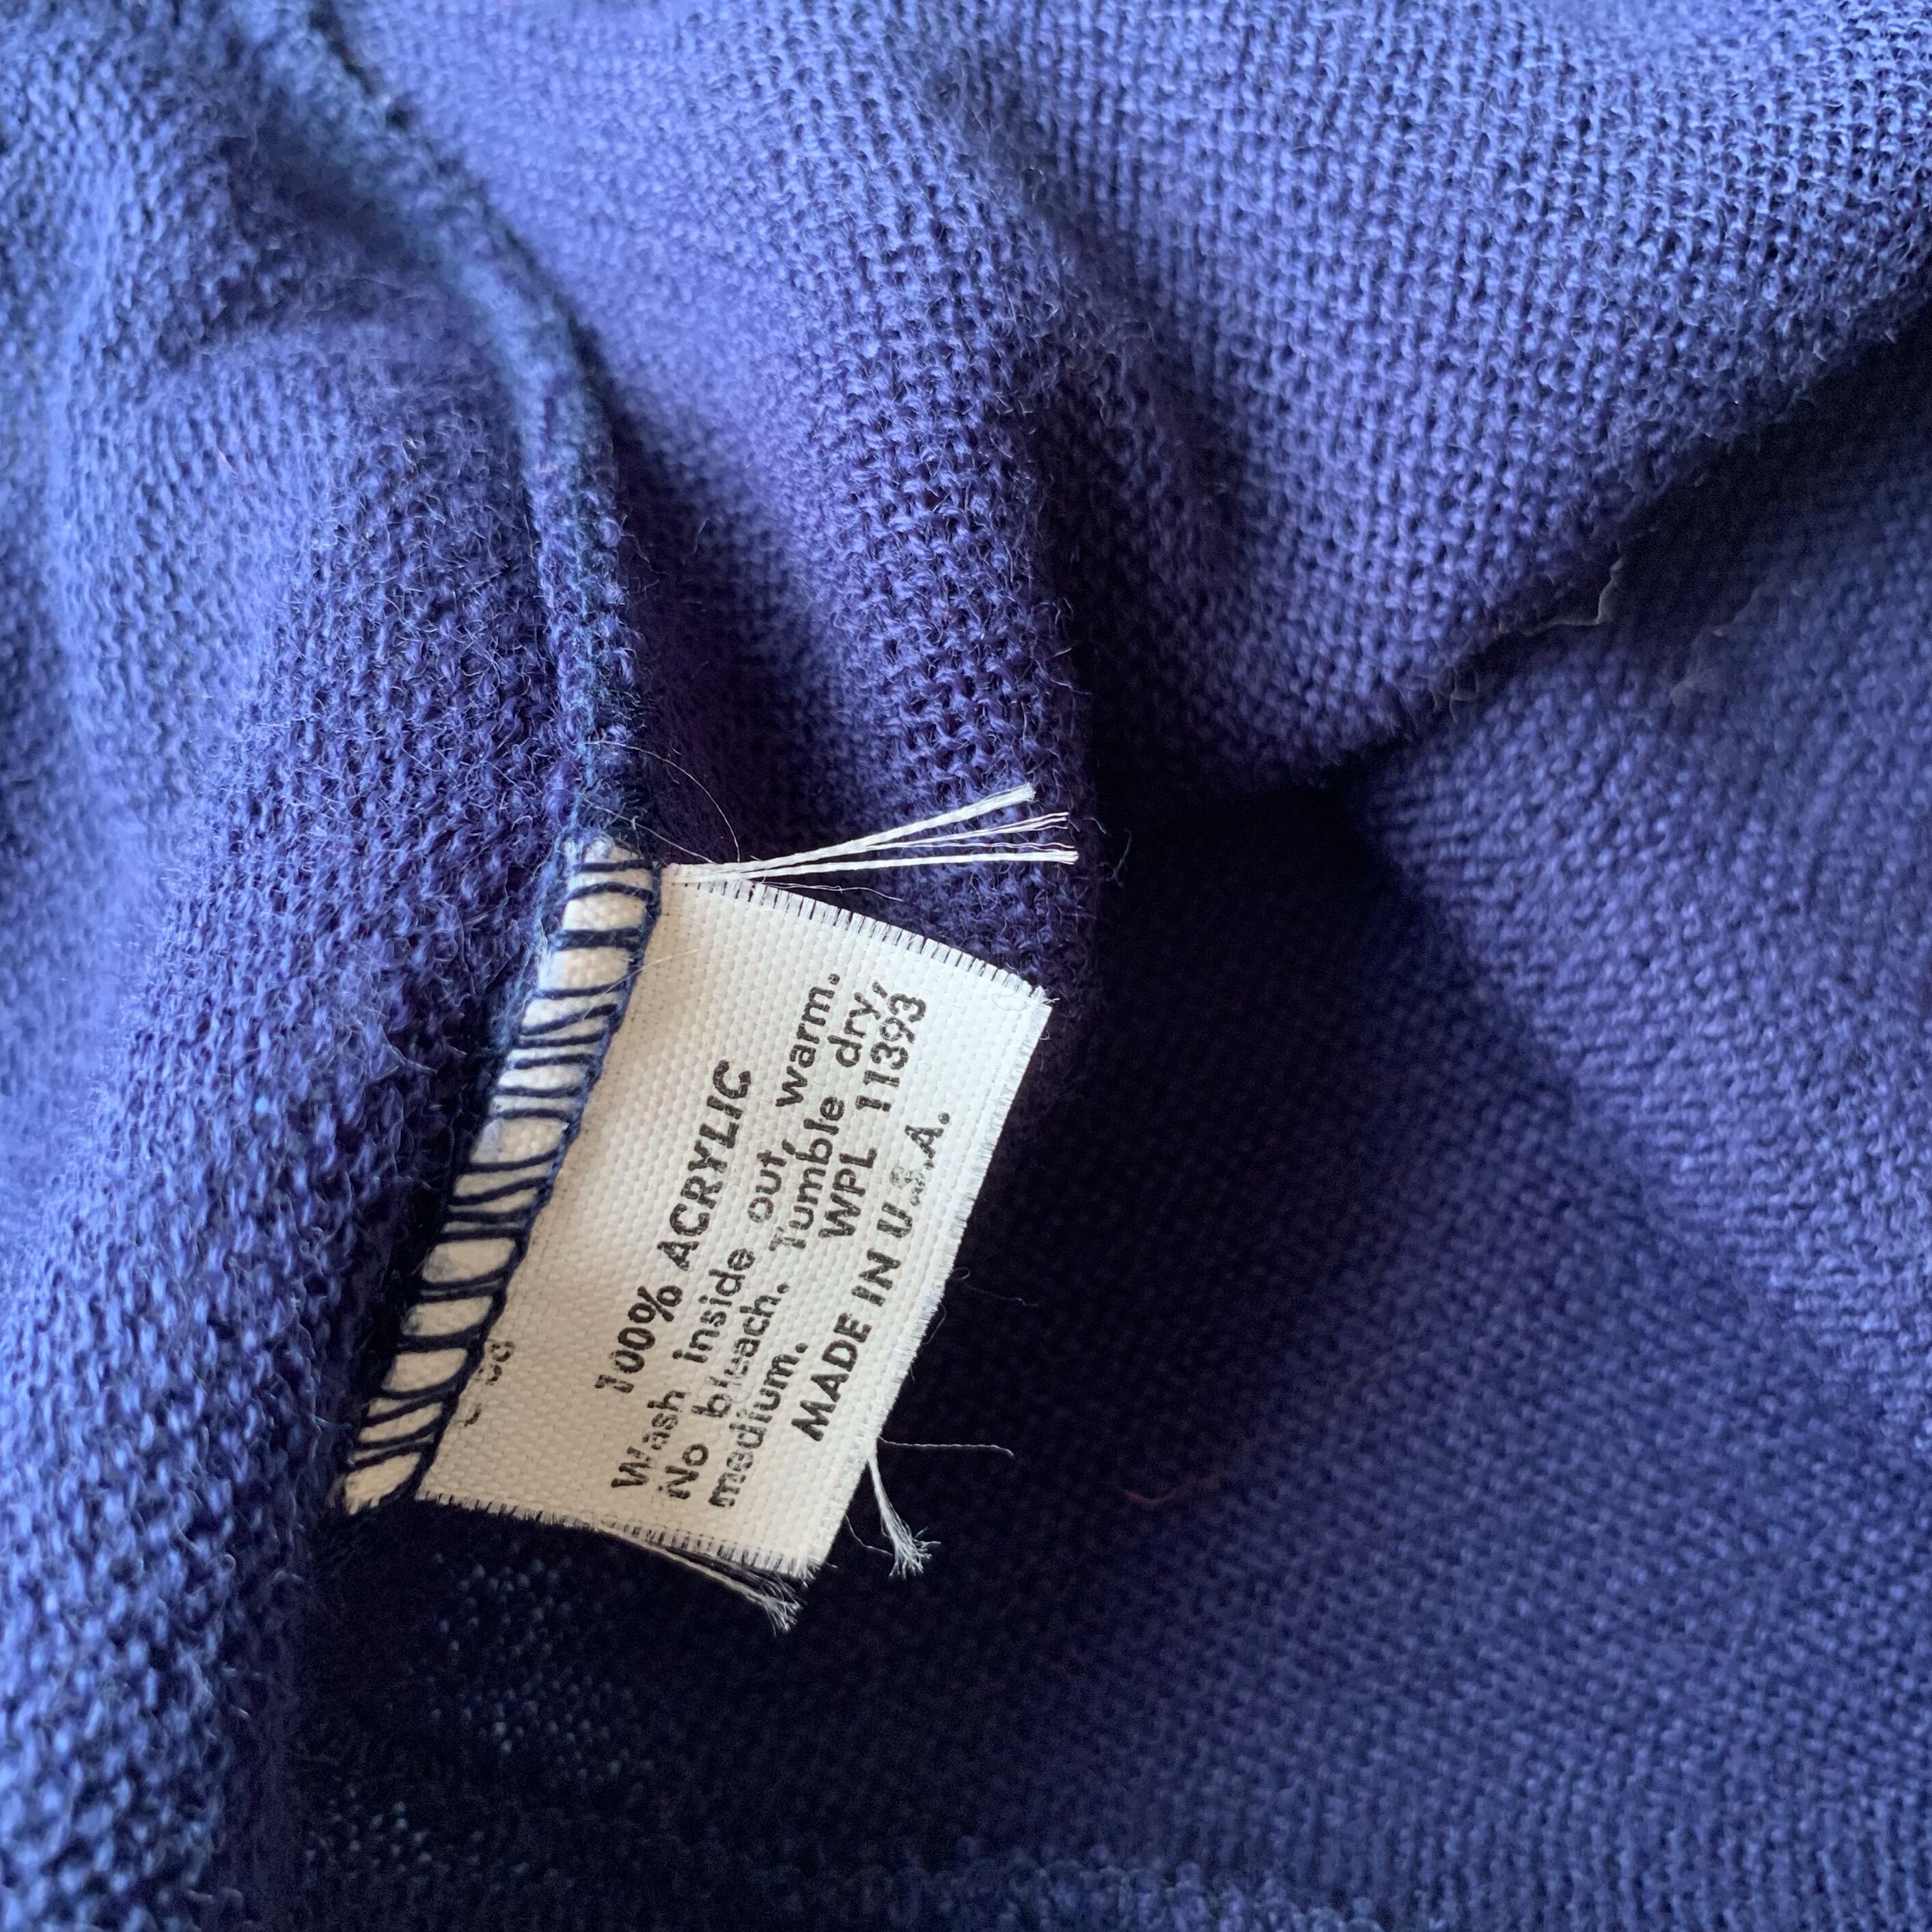 100% ACRYLIC
Wash inside out, warm.
No bleach. Tumble dry,
medium. WPL 11393
MADE IN U.S.A.